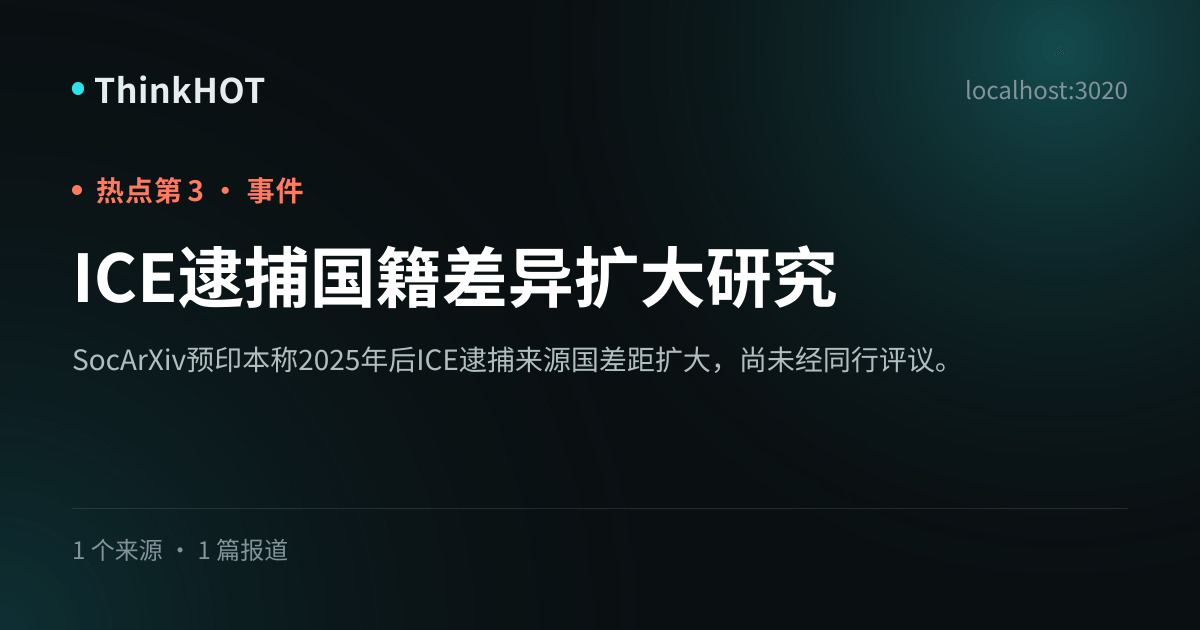 ThinkHOT
localhost:3020
热点第 3 · 事件
ICE逮捕国籍差异扩大研究
SocArXiv预印本称2025年后ICE逮捕来源国差距扩大，尚未经同行评议。
1 个来源 · 1 篇报道